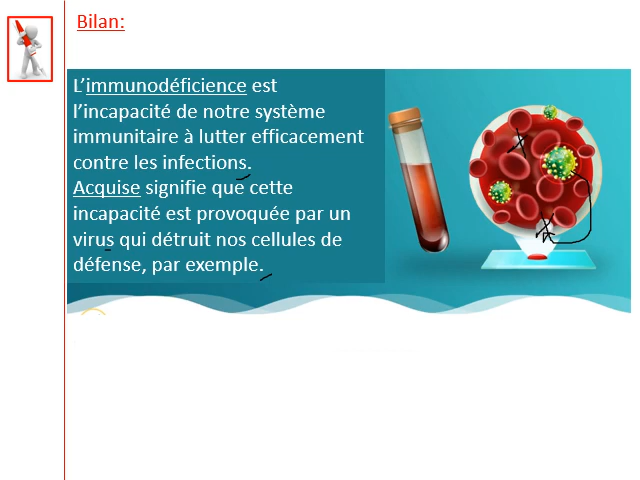 Bilan:
L’immunodéficience est
l’incapacité de notre système
immunitaire à lutter efficacement
contre les infections.
Acquise signifie que cette
incapacité est provoquée par un
virus qui détruit nos cellules de
défense, par exemple.